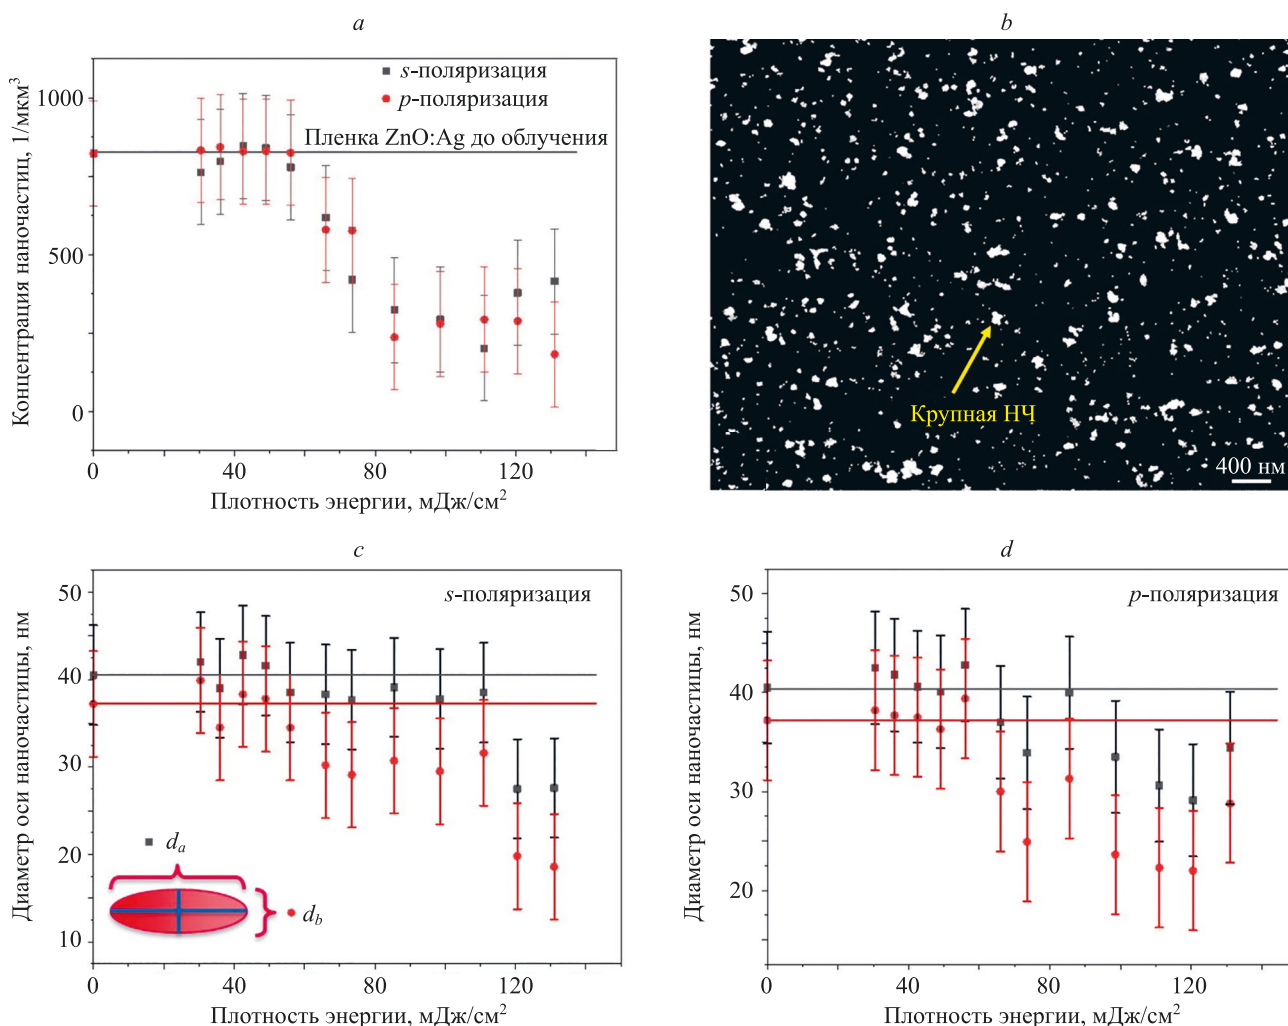 a
s-поляризация
p-поляризация
Пленка ZnO:Ag до облучения
Концентрация наночастиц, 1/мкм³
1000
500
0
0
40
80
120
Плотность энергии, мДж/см²
b
Крупная НЧ
400 нм
c
s-поляризация
Диаметр оси наночастицы, нм
50
40
30
20
10
dₐ
d_b
0
40
80
120
Плотность энергии, мДж/см²
d
p-поляризация
Диаметр оси наночастицы, нм
50
40
30
20
0
40
80
120
Плотность энергии, мДж/см²